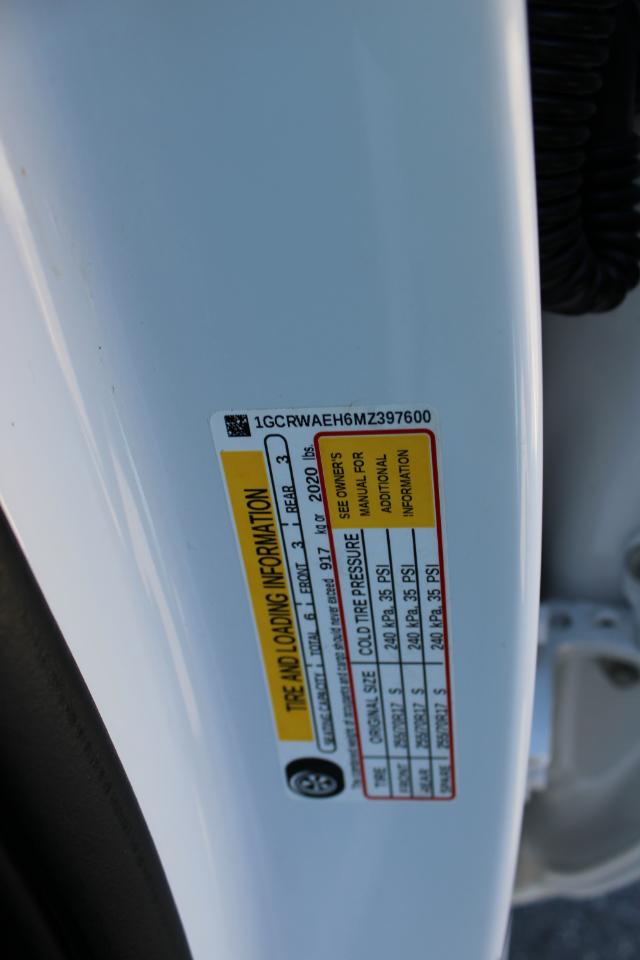 1GCRWAEH6MZ397600
TIRE AND LOADING INFORMATION
SEATING CAPACITY TOTAL 6 FRONT 3 REAR 3
The combined weight of occupants and cargo should never exceed 917 kg or 2020 lbs.
TIRE ORIGINAL SIZE COLD TIRE PRESSURE
FRONT 255/70R17 S 240 kPa, 35 PSI
REAR 255/70R17 S 240 kPa, 35 PSI
SPARE 255/70R17 S 240 kPa, 35 PSI
SEE OWNER'S
MANUAL FOR
ADDITIONAL
INFORMATION